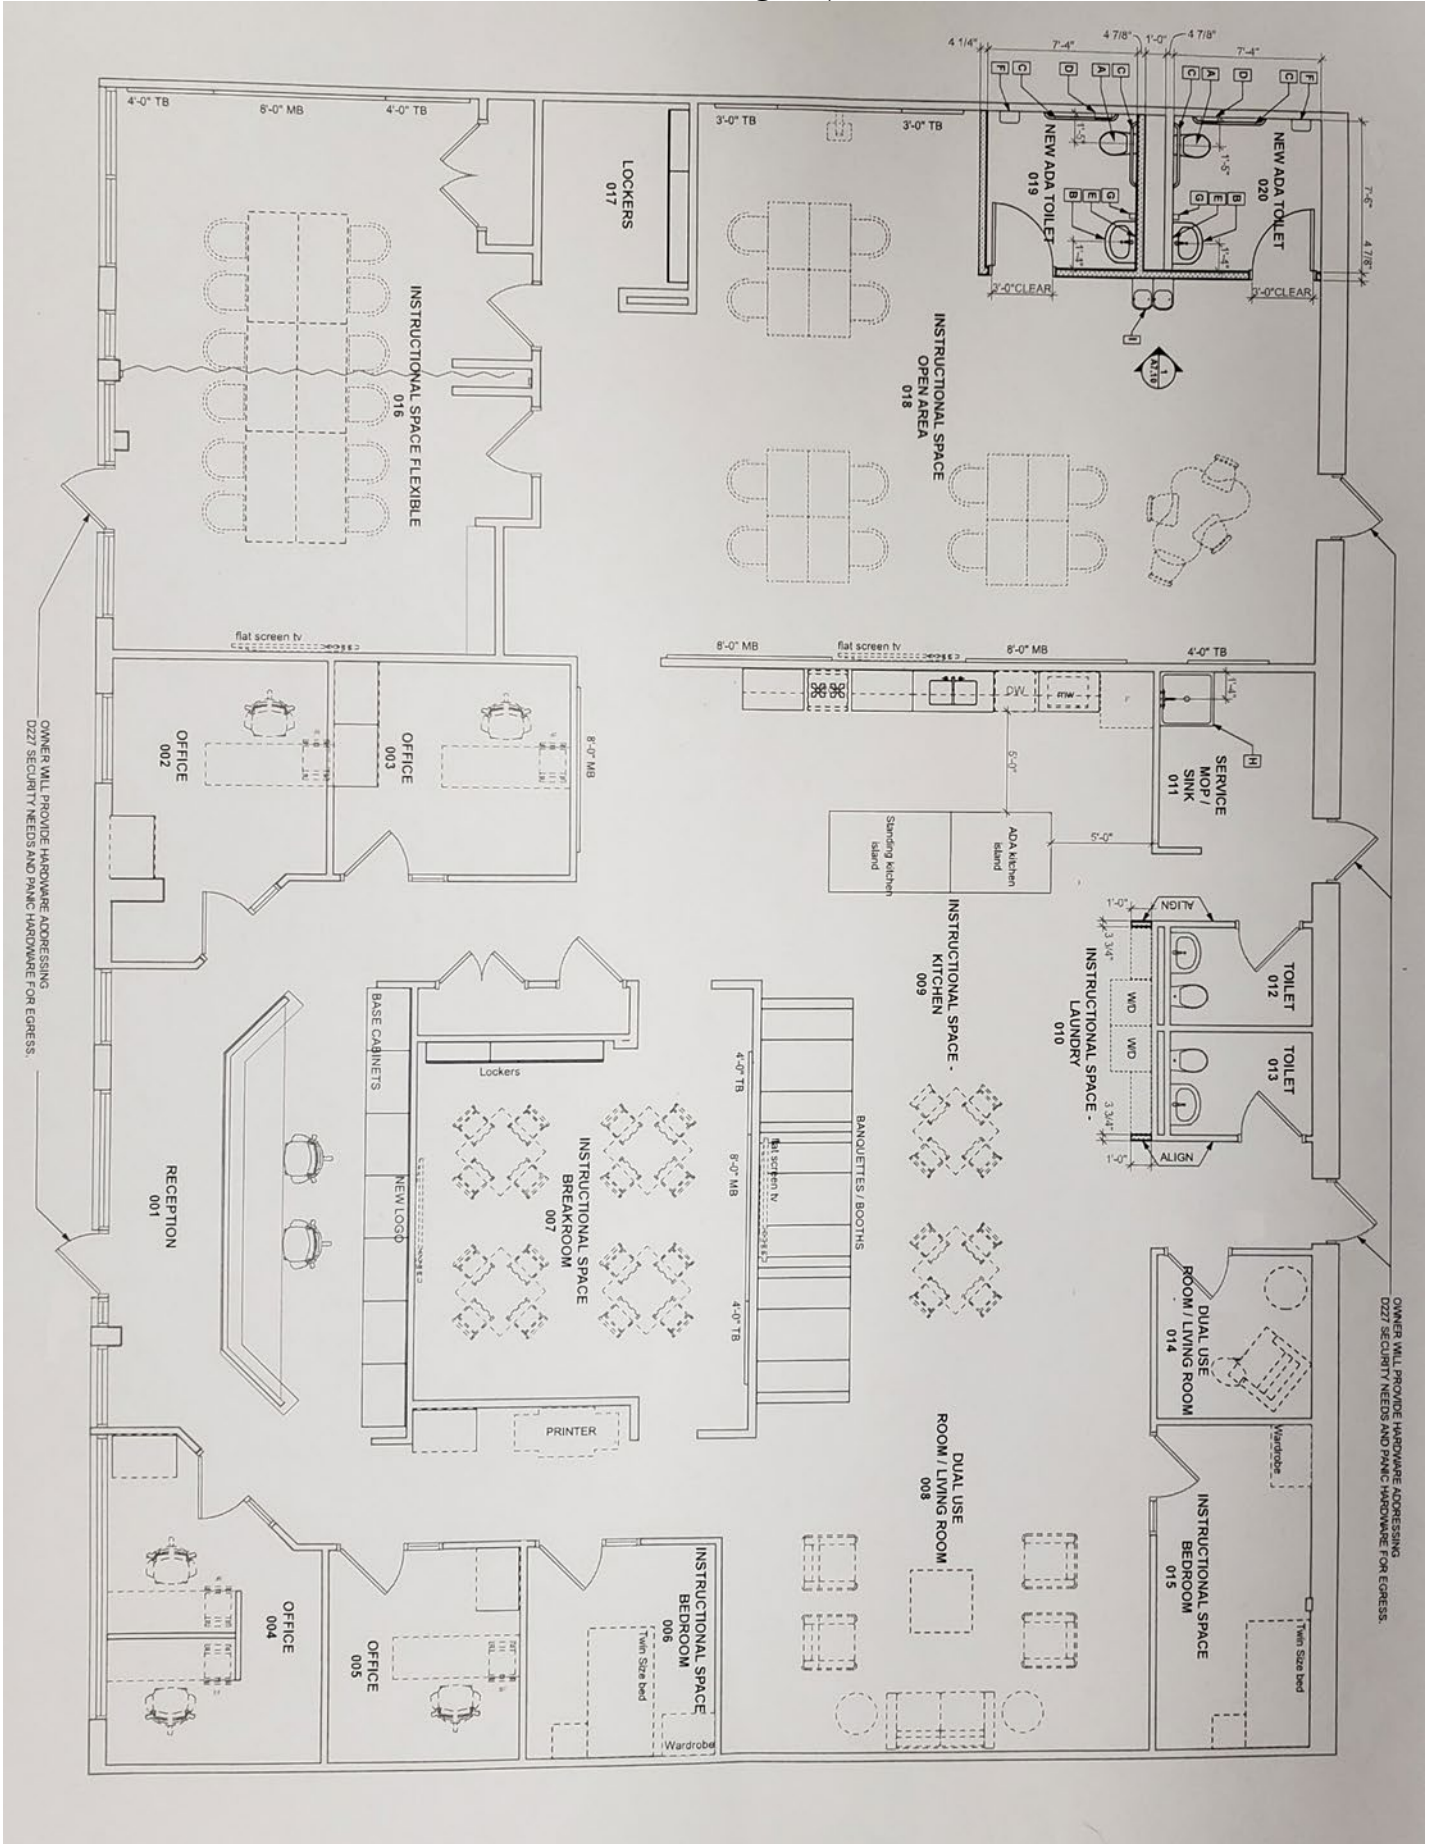 4 1/4"
7'-4"
4 7/8"
1'-0"
4 7/8"
7'-4"
F
C
D
A
C
C
A
D
C
F
4'-0" TB
8'-0" MB
4'-0" TB
3'-0" TB
3'-0" TB
LOCKERS
017
NEW ADA TOILET
019
1'-5"
B
E
G
1'-4"
3'-0"CLEAR
NEW ADA TOILET
020
1'-5"
G
E
B
1'-4"
3'-0"CLEAR
7'-6"
4 7/8"
H
1
A7.10
INSTRUCTIONAL SPACE FLEXIBLE
016
INSTRUCTIONAL SPACE
OPEN AREA
018
flat screen tv
8'-0" MB
flat screen tv
8'-0" MB
4'-0" TB
OFFICE
002
OFFICE
003
8'-0" MB
DW
MW
F
5'-0"
1'-4"
H
SERVICE
MOP /
SINK
011
Standing kitchen
island
ADA kitchen
island
5'-0"
INSTRUCTIONAL SPACE -
KITCHEN
009
1'-0"
ALIGN
3 3/4"
W/D
W/D
3 3/4"
1'-0"
ALIGN
INSTRUCTIONAL SPACE -
LAUNDRY
010
TOILET
012
TOILET
013
OWNER WILL PROVIDE HARDWARE ADDRESSING
D227 SECURITY NEEDS AND PANIC HARDWARE FOR EGRESS.
RECEPTION
001
BASE CABINETS
NEW LOGO
Lockers
INSTRUCTIONAL SPACE
BREAKROOM
007
4'-0" TB
8'-0" MB
4'-0" TB
flat screen tv
BANQUETTES / BOOTHS
PRINTER
DUAL USE
ROOM / LIVING ROOM
014
DUAL USE
ROOM / LIVING ROOM
008
Wardrobe
INSTRUCTIONAL SPACE
BEDROOM
015
Twin Size bed
OWNER WILL PROVIDE HARDWARE ADDRESSING
D227 SECURITY NEEDS AND PANIC HARDWARE FOR EGRESS.
OFFICE
004
OFFICE
005
INSTRUCTIONAL SPACE
BEDROOM
006
Twin Size bed
Wardrobe